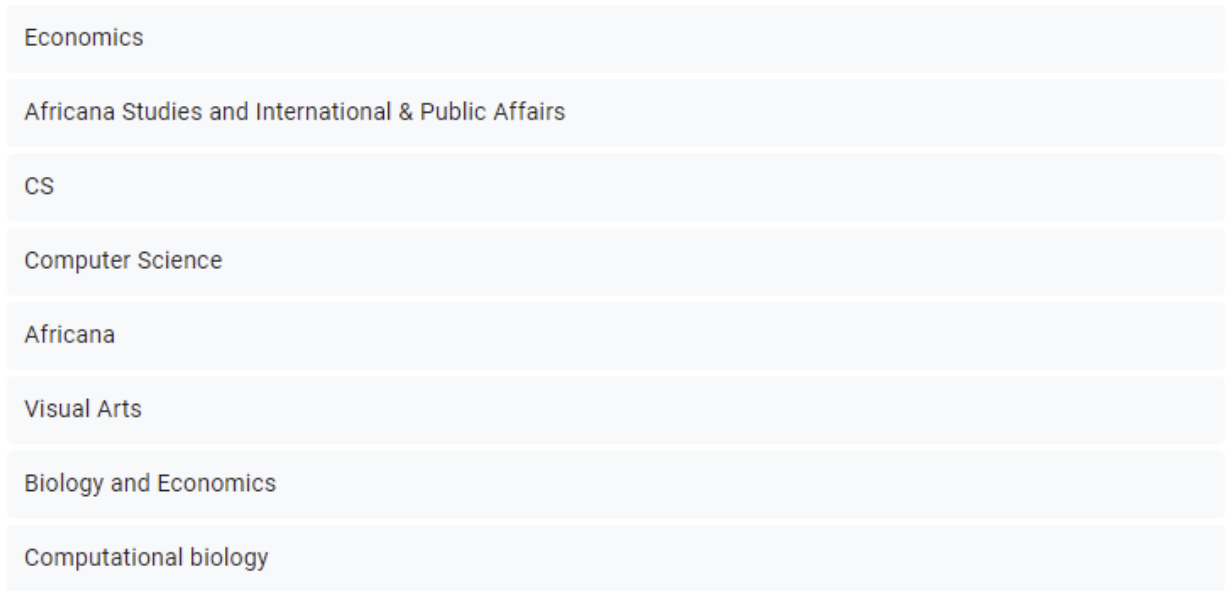 Economics
Africana Studies and International & Public Affairs
CS
Computer Science
Africana
Visual Arts
Biology and Economics
Computational biology